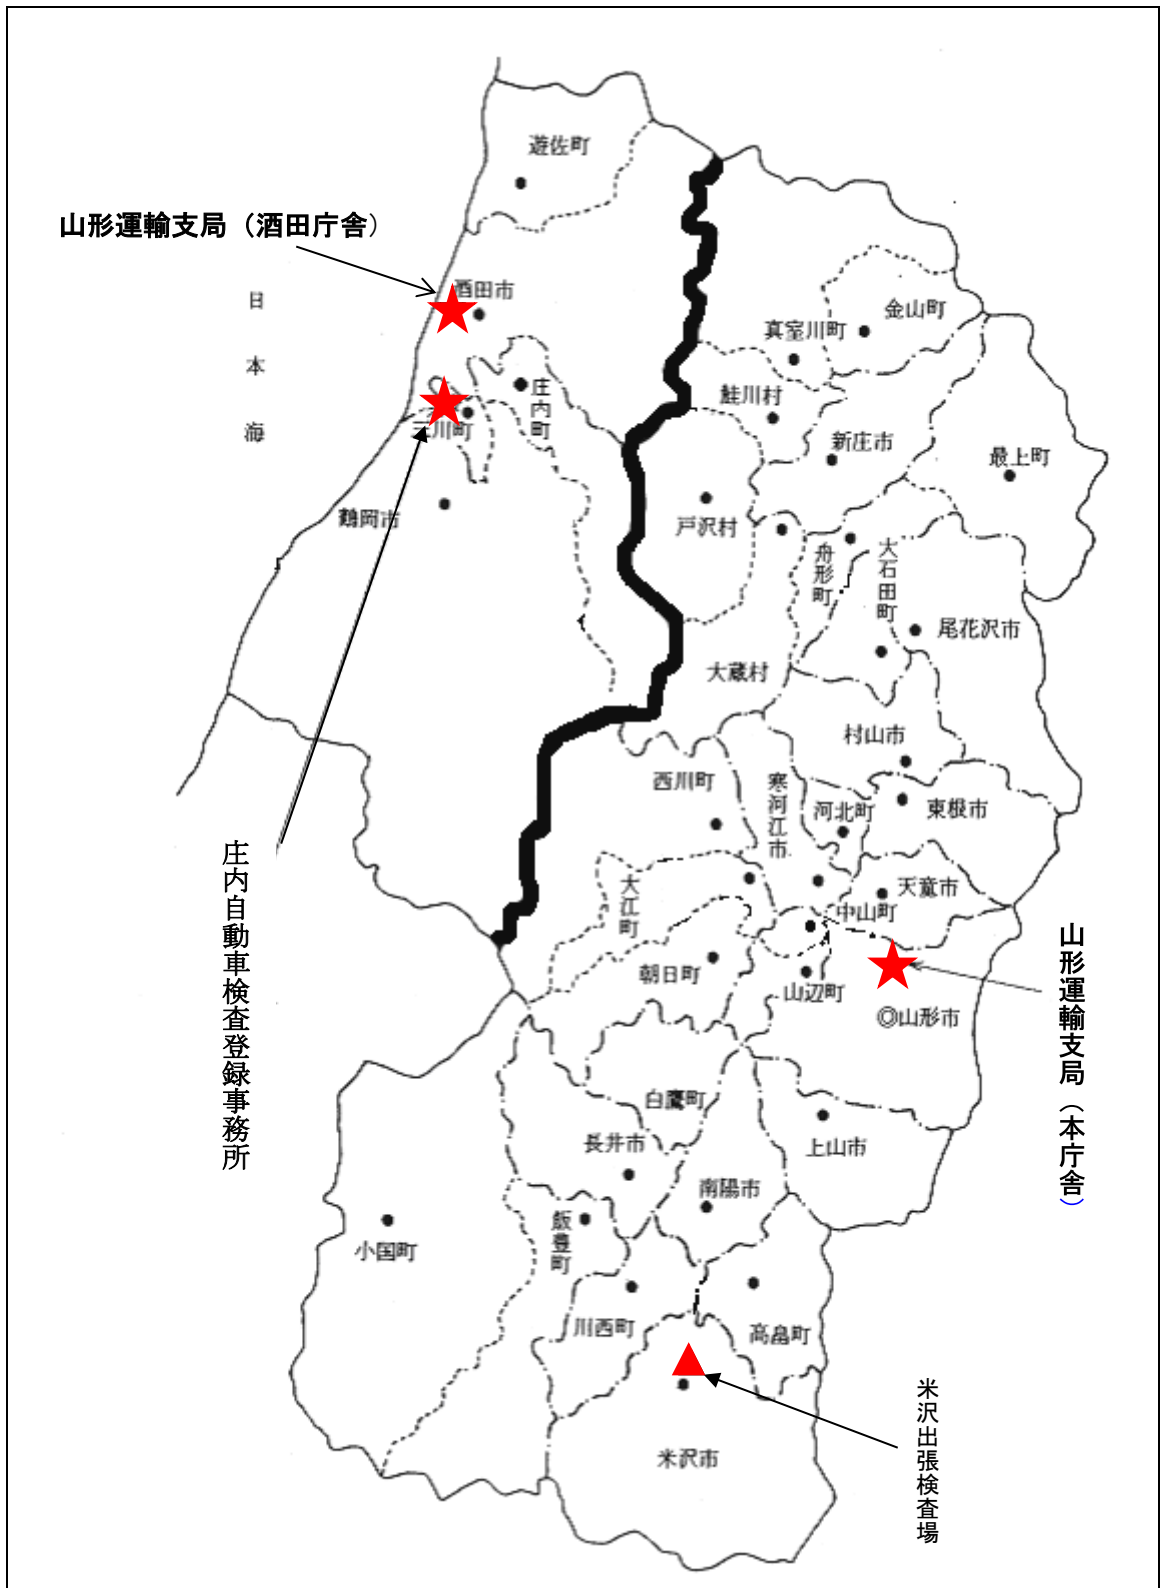 遊佐町
山形運輸支局（酒田庁舎）
酒田市
日本海
金山町
真室川町
鮭川村
庄内町
三川町
新庄市
最上町
鶴岡市
戸沢村
舟形町
大石田町
尾花沢市
大蔵村
村山市
西川町
寒河江市
河北町
東根市
庄内自動車検査登録事務所
大江町
天童市
中山町
朝日町
山辺町
◎山形市
山形運輸支局（本庁舎）
白鷹町
長井市
上山市
南陽市
飯豊町
小国町
川西町
高畠町
米沢市
米沢出張検査場